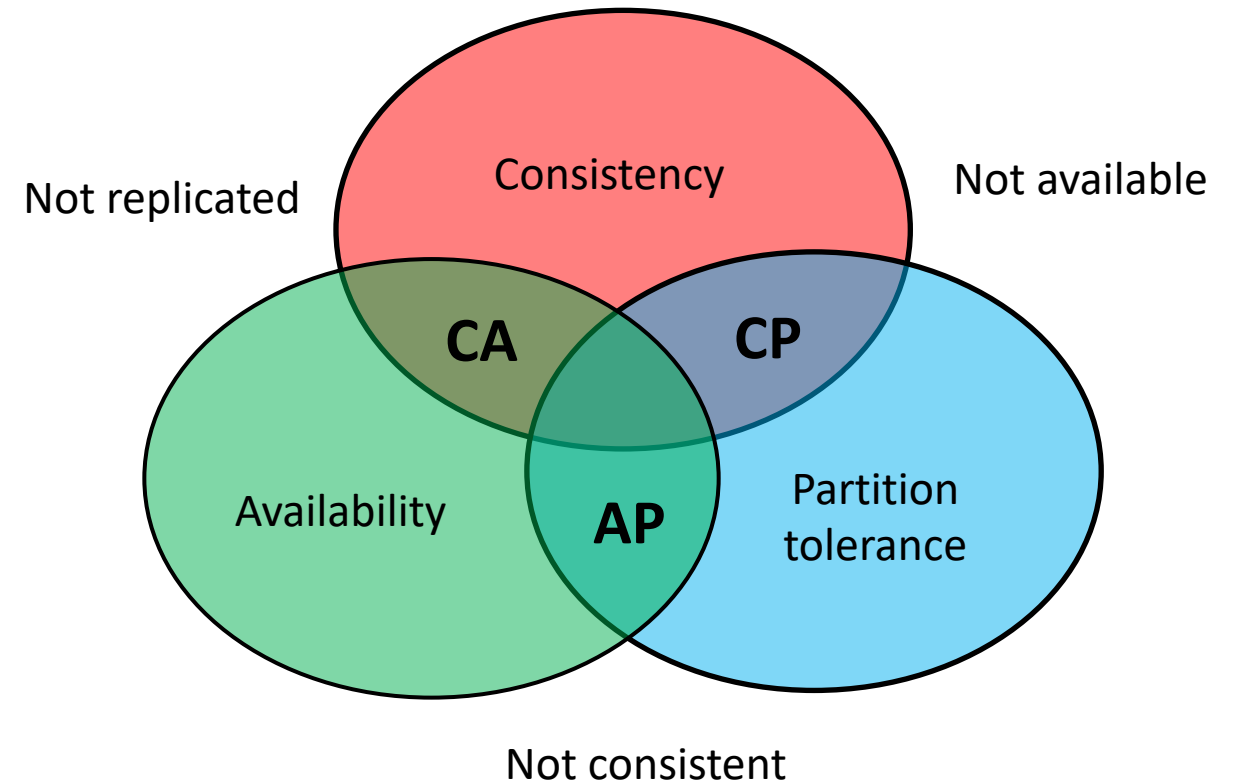 Consistency
Not replicated
Not available
CA
CP
Availability
AP
Partition
tolerance
Not consistent